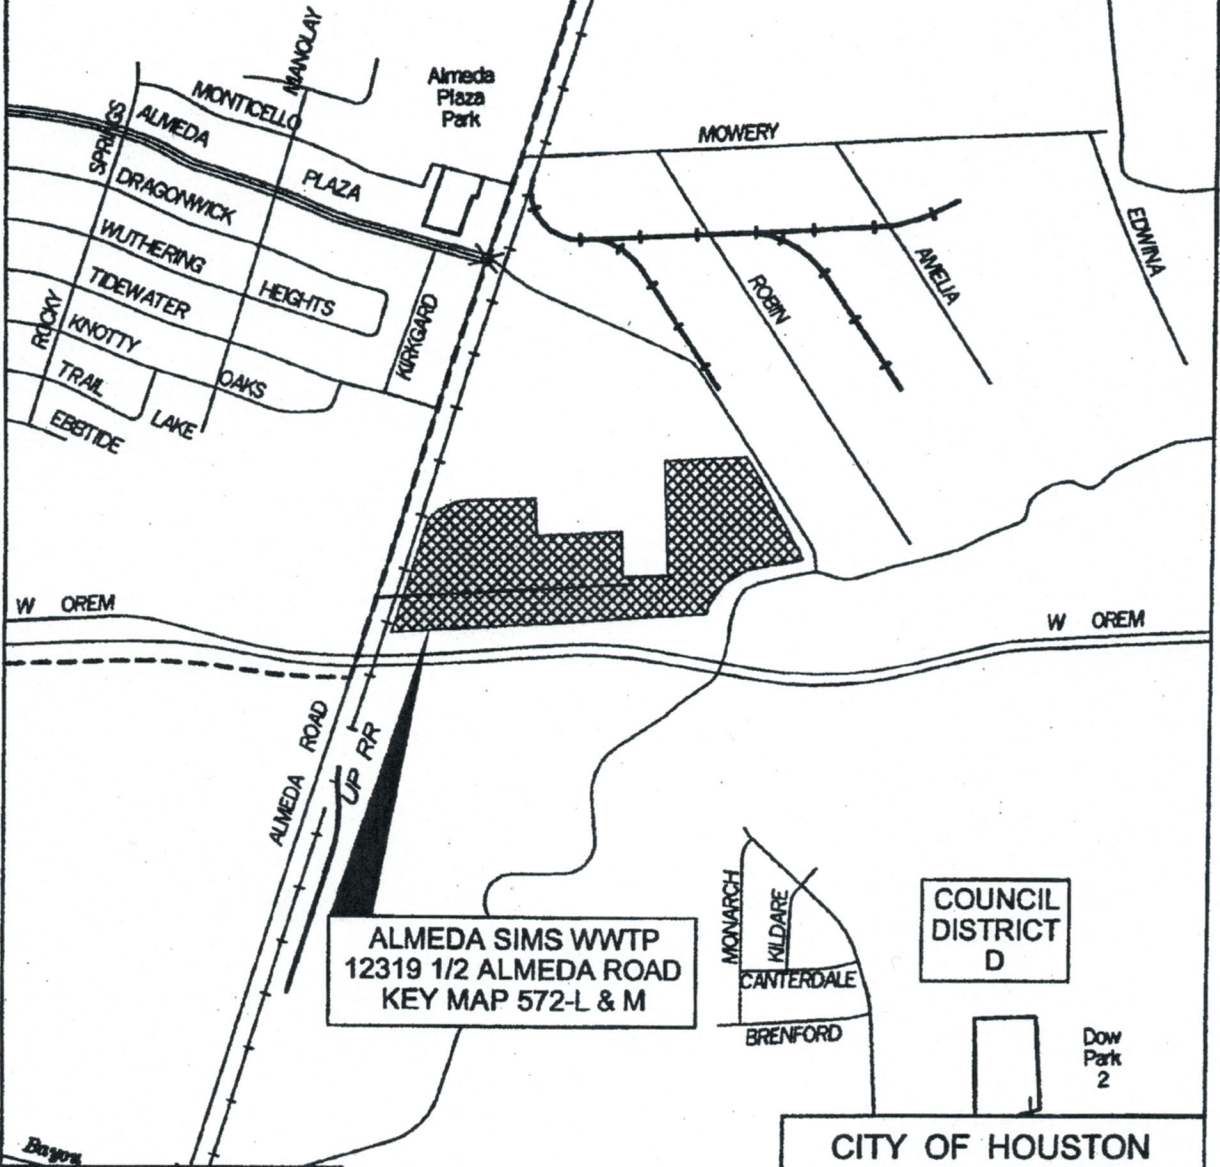 MANOLAY
Almeda
Plaza
Park
MONTICELLO
ALMEDA
SPRINGS
MOWERY
DRAGONWICK
PLAZA
EDWINA
WUTHERING
HEIGHTS
AMELIA
TIDEWATER
ROBIN
ROCKY
KNOTTY
KIRKGARD
TRAIL
OAKS
EBBTIDE
LAKE
W OREM
W OREM
ALMEDA ROAD
UP RR
ALMEDA SIMS WWTP
12319 1/2 ALMEDA ROAD
KEY MAP 572-L & M
MONARCH
KILDARE
CANTERDALE
BRENFORD
COUNCIL
DISTRICT
D
Dow
Park
2
Bayou
CITY OF HOUSTON